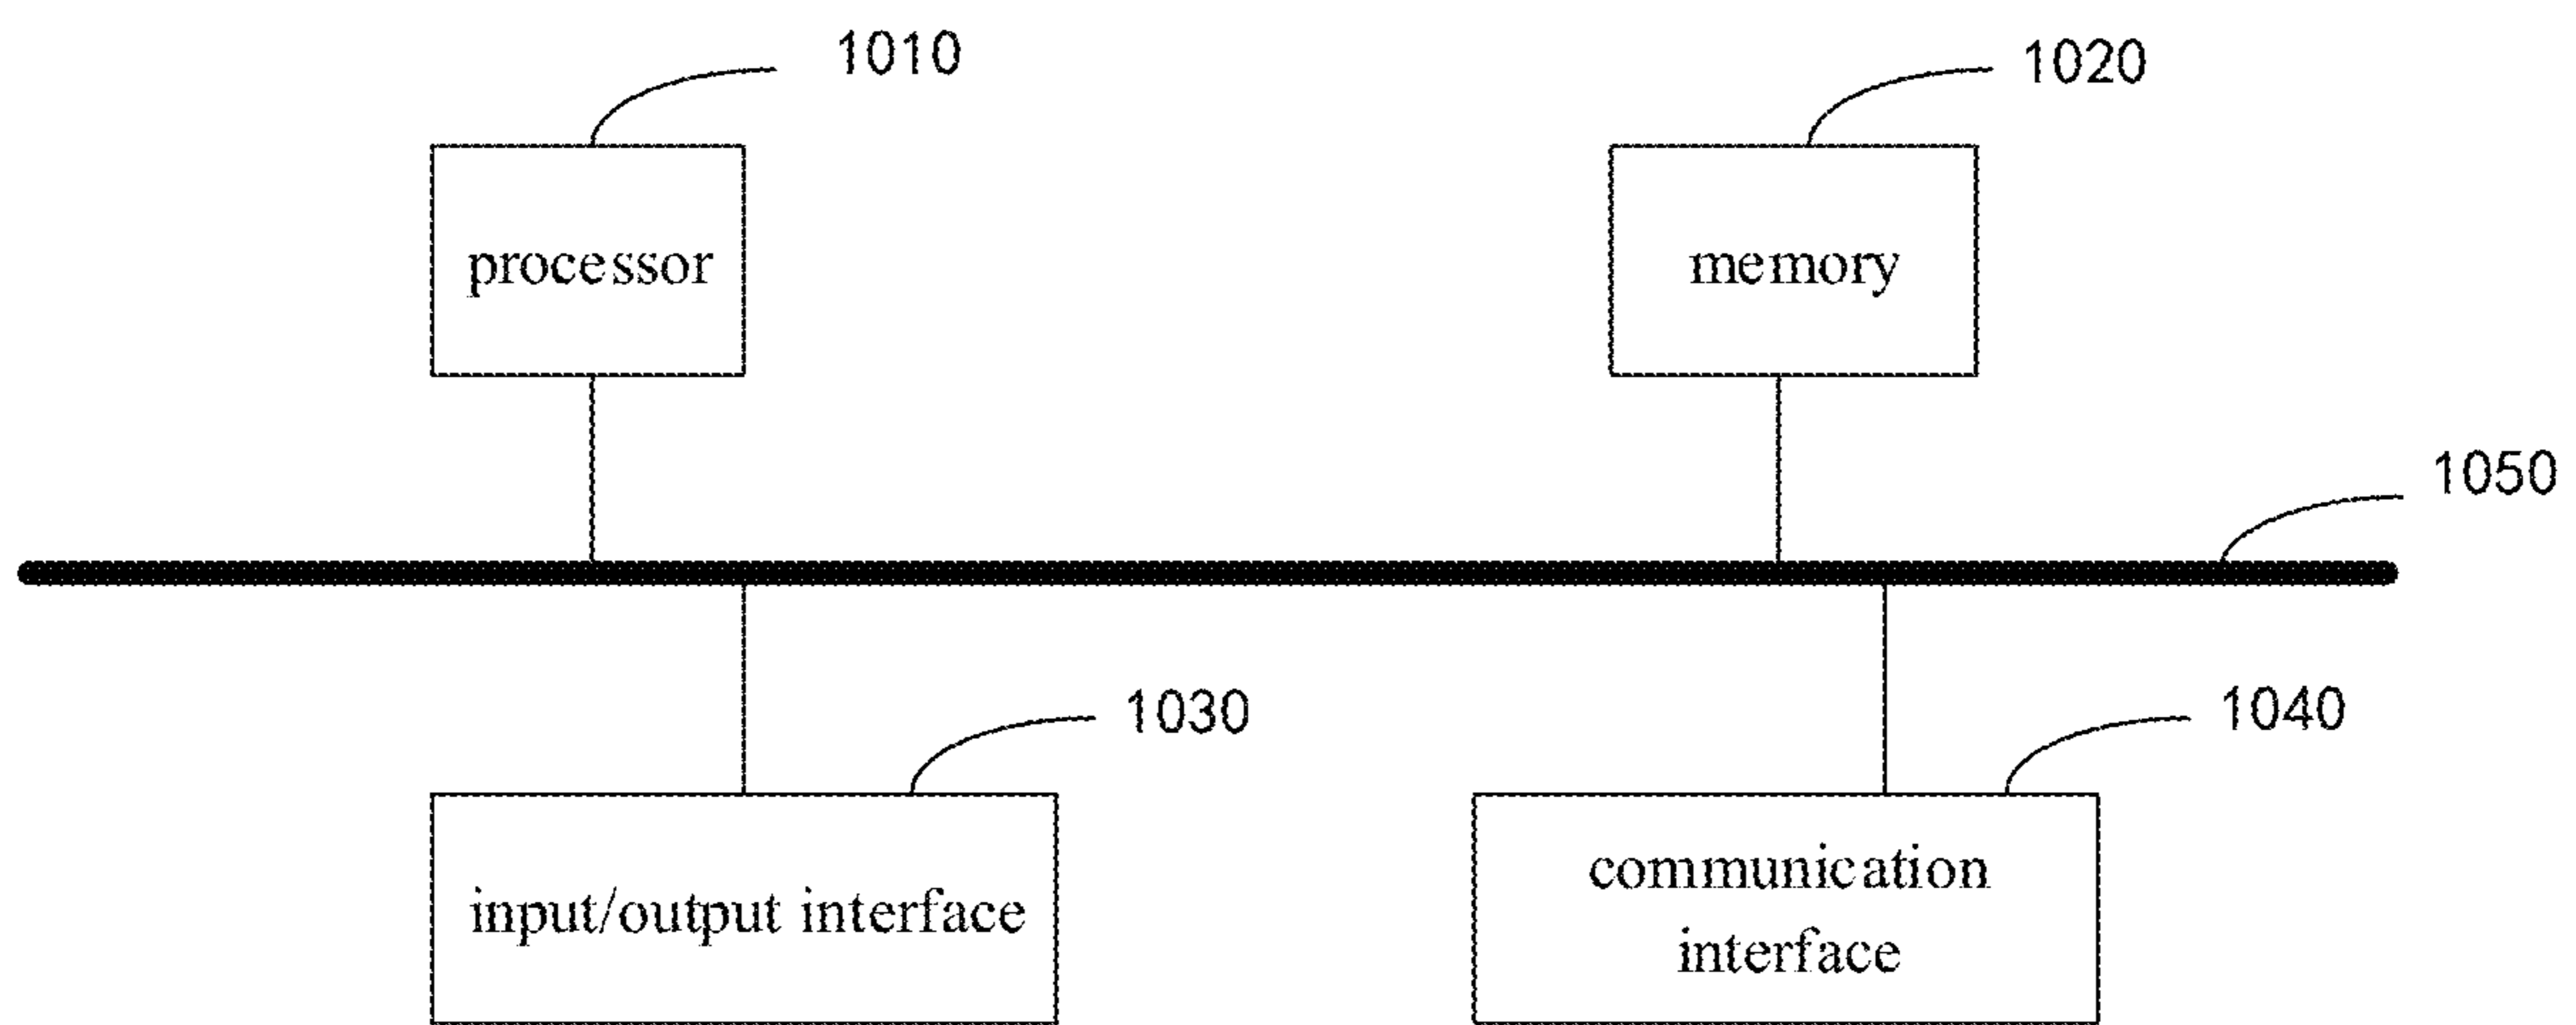 1010
1020
processor
memory
1050
1030
1040
input/output interface
communication
interface